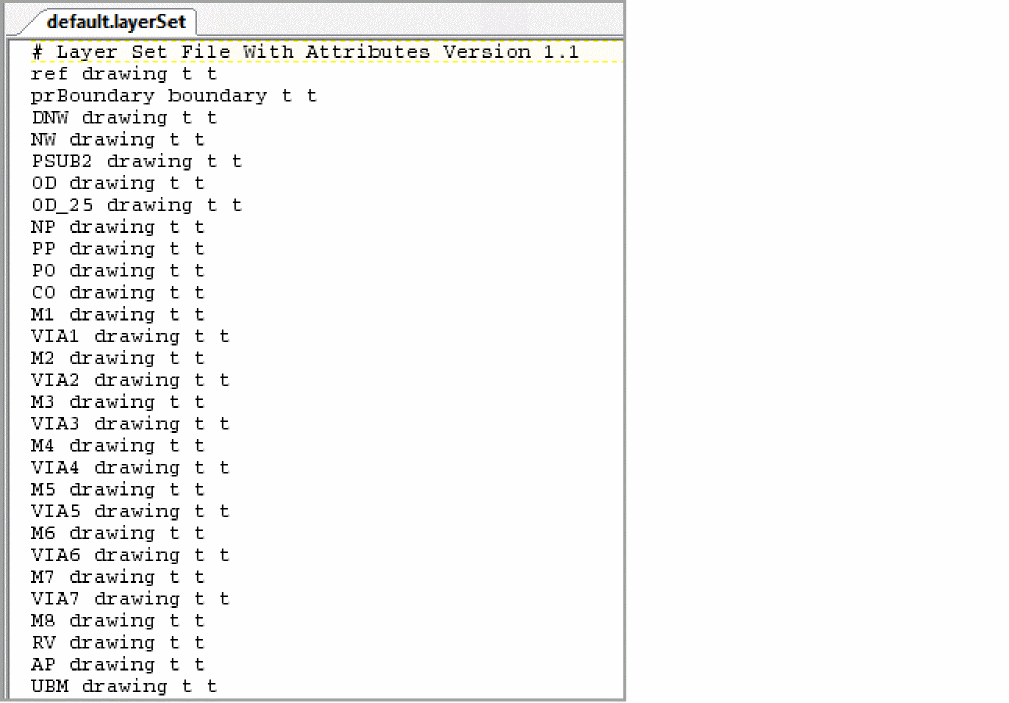 default.layerSet
# Layer Set File With Attributes Version 1.1
ref drawing t t
prBoundary boundary t t
DNW drawing t t
NW drawing t t
PSUB2 drawing t t
OD drawing t t
OD_25 drawing t t
NP drawing t t
PP drawing t t
PO drawing t t
CO drawing t t
M1 drawing t t
VIA1 drawing t t
M2 drawing t t
VIA2 drawing t t
M3 drawing t t
VIA3 drawing t t
M4 drawing t t
VIA4 drawing t t
M5 drawing t t
VIA5 drawing t t
M6 drawing t t
VIA6 drawing t t
M7 drawing t t
VIA7 drawing t t
M8 drawing t t
RV drawing t t
AP drawing t t
UBM drawing t t